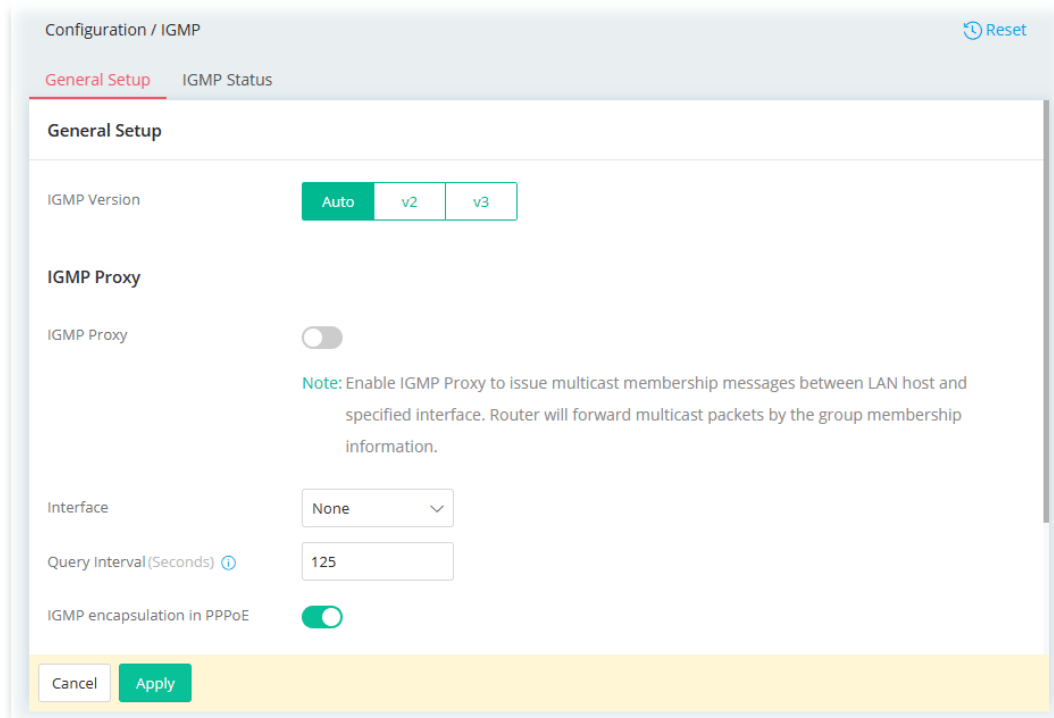 Configuration / IGMP
Reset
General Setup
IGMP Status
General Setup
IGMP Version
Auto
v2
v3
IGMP Proxy
IGMP Proxy
Note: Enable IGMP Proxy to issue multicast membership messages between LAN host and
specified interface. Router will forward multicast packets by the group membership
information.
Interface
None
Query Interval (Seconds)
125
IGMP encapsulation in PPPoE
Cancel
Apply